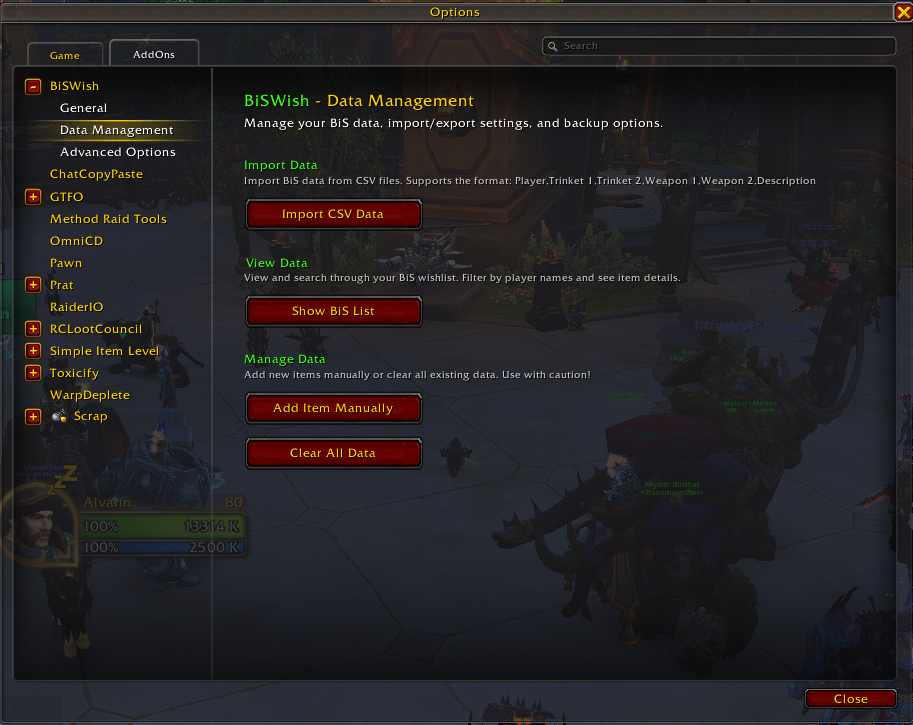 Options
Game
AddOns
Search
BiSWish
General
Data Management
Advanced Options
ChatCopyPaste
GTFO
Method Raid Tools
OmniCD
Pawn
Prat
RaiderIO
RCLootCouncil
Simple Item Level
Toxicify
WarpDeplete
Scrap
BiSWish - Data Management
Manage your BiS data, import/export settings, and backup options.
Import Data
Import BiS data from CSV files. Supports the format: Player,Trinket 1,Trinket 2,Weapon 1,Weapon 2,Description
Import CSV Data
View Data
View and search through your BiS wishlist. Filter by player names and see item details.
Show BiS List
Manage Data
Add new items manually or clear all existing data. Use with caution!
Add Item Manually
Clear All Data
Mystic Birdhat
<Transmogrifier>
Alvarin 80
100% 13314 K
100% 2500 K
Close